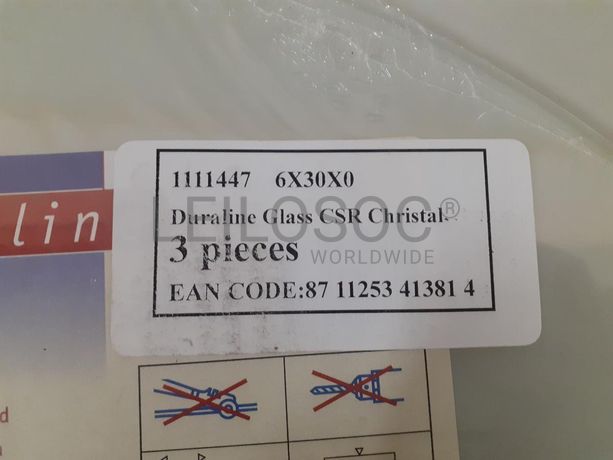 1111447 6X30X0
Duraline Glass CSR Christal-
3 pieces
EAN CODE:87 11253 41381 4
LEILOSOC®
WORLDWIDE
lin
d